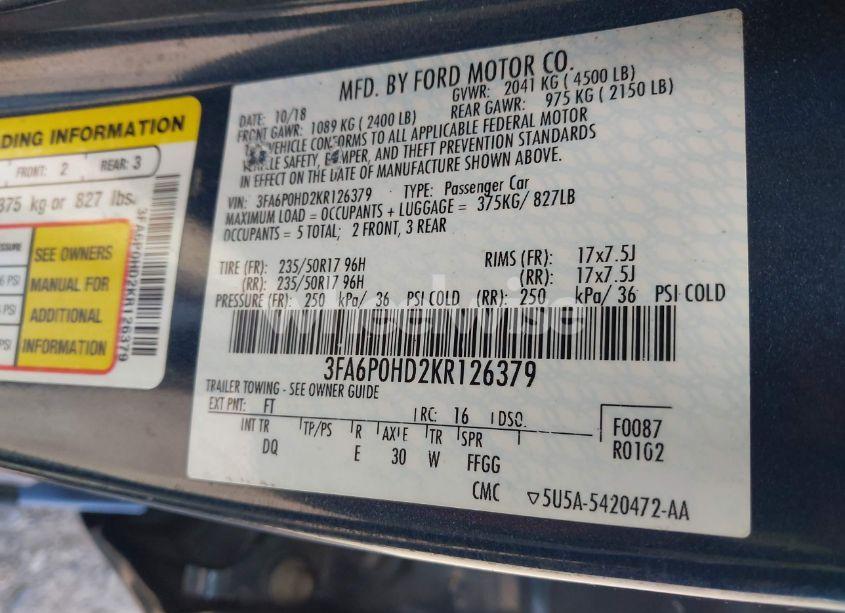 ADING INFORMATION
FRONT: 2 REAR: 3
375 kg or 827 lbs.
SSURE
SEE OWNERS
MANUAL FOR
ADDITIONAL
INFORMATION
PSI
PSI
3FA6P0HD2KR126379
MFD. BY FORD MOTOR CO.
DATE: 10/18 GVWR: 2041 KG ( 4500 LB)
FRONT GAWR: 1089 KG ( 2400 LB) REAR GAWR: 975 KG ( 2150 LB)
VEHICLE CONFORMS TO ALL APPLICABLE FEDERAL MOTOR
VEHICLE SAFETY, BUMPER, AND THEFT PREVENTION STANDARDS
IN EFFECT ON THE DATE OF MANUFACTURE SHOWN ABOVE.
VIN: 3FA6P0HD2KR126379 TYPE: Passenger Car
MAXIMUM LOAD = OCCUPANTS + LUGGAGE = 375KG/ 827LB
OCCUPANTS = 5 TOTAL; 2 FRONT, 3 REAR
TIRE (FR): 235/50R17 96H RIMS (FR): 17x7.5J
(RR): 235/50R17 96H (RR): 17x7.5J
PRESSURE (FR): 250 kPa/ 36 PSI COLD (RR): 250 kPa/ 36 PSI COLD
wheelwise
3FA6P0HD2KR126379
TRAILER TOWING - SEE OWNER GUIDE
EXT PNT: FT RC: 16 DSO:
INT TR TP/PS R AXLE TR SPR
DQ E 30 W FFGG
F0087
R0102
CMC ▽5U5A-5420472-AA